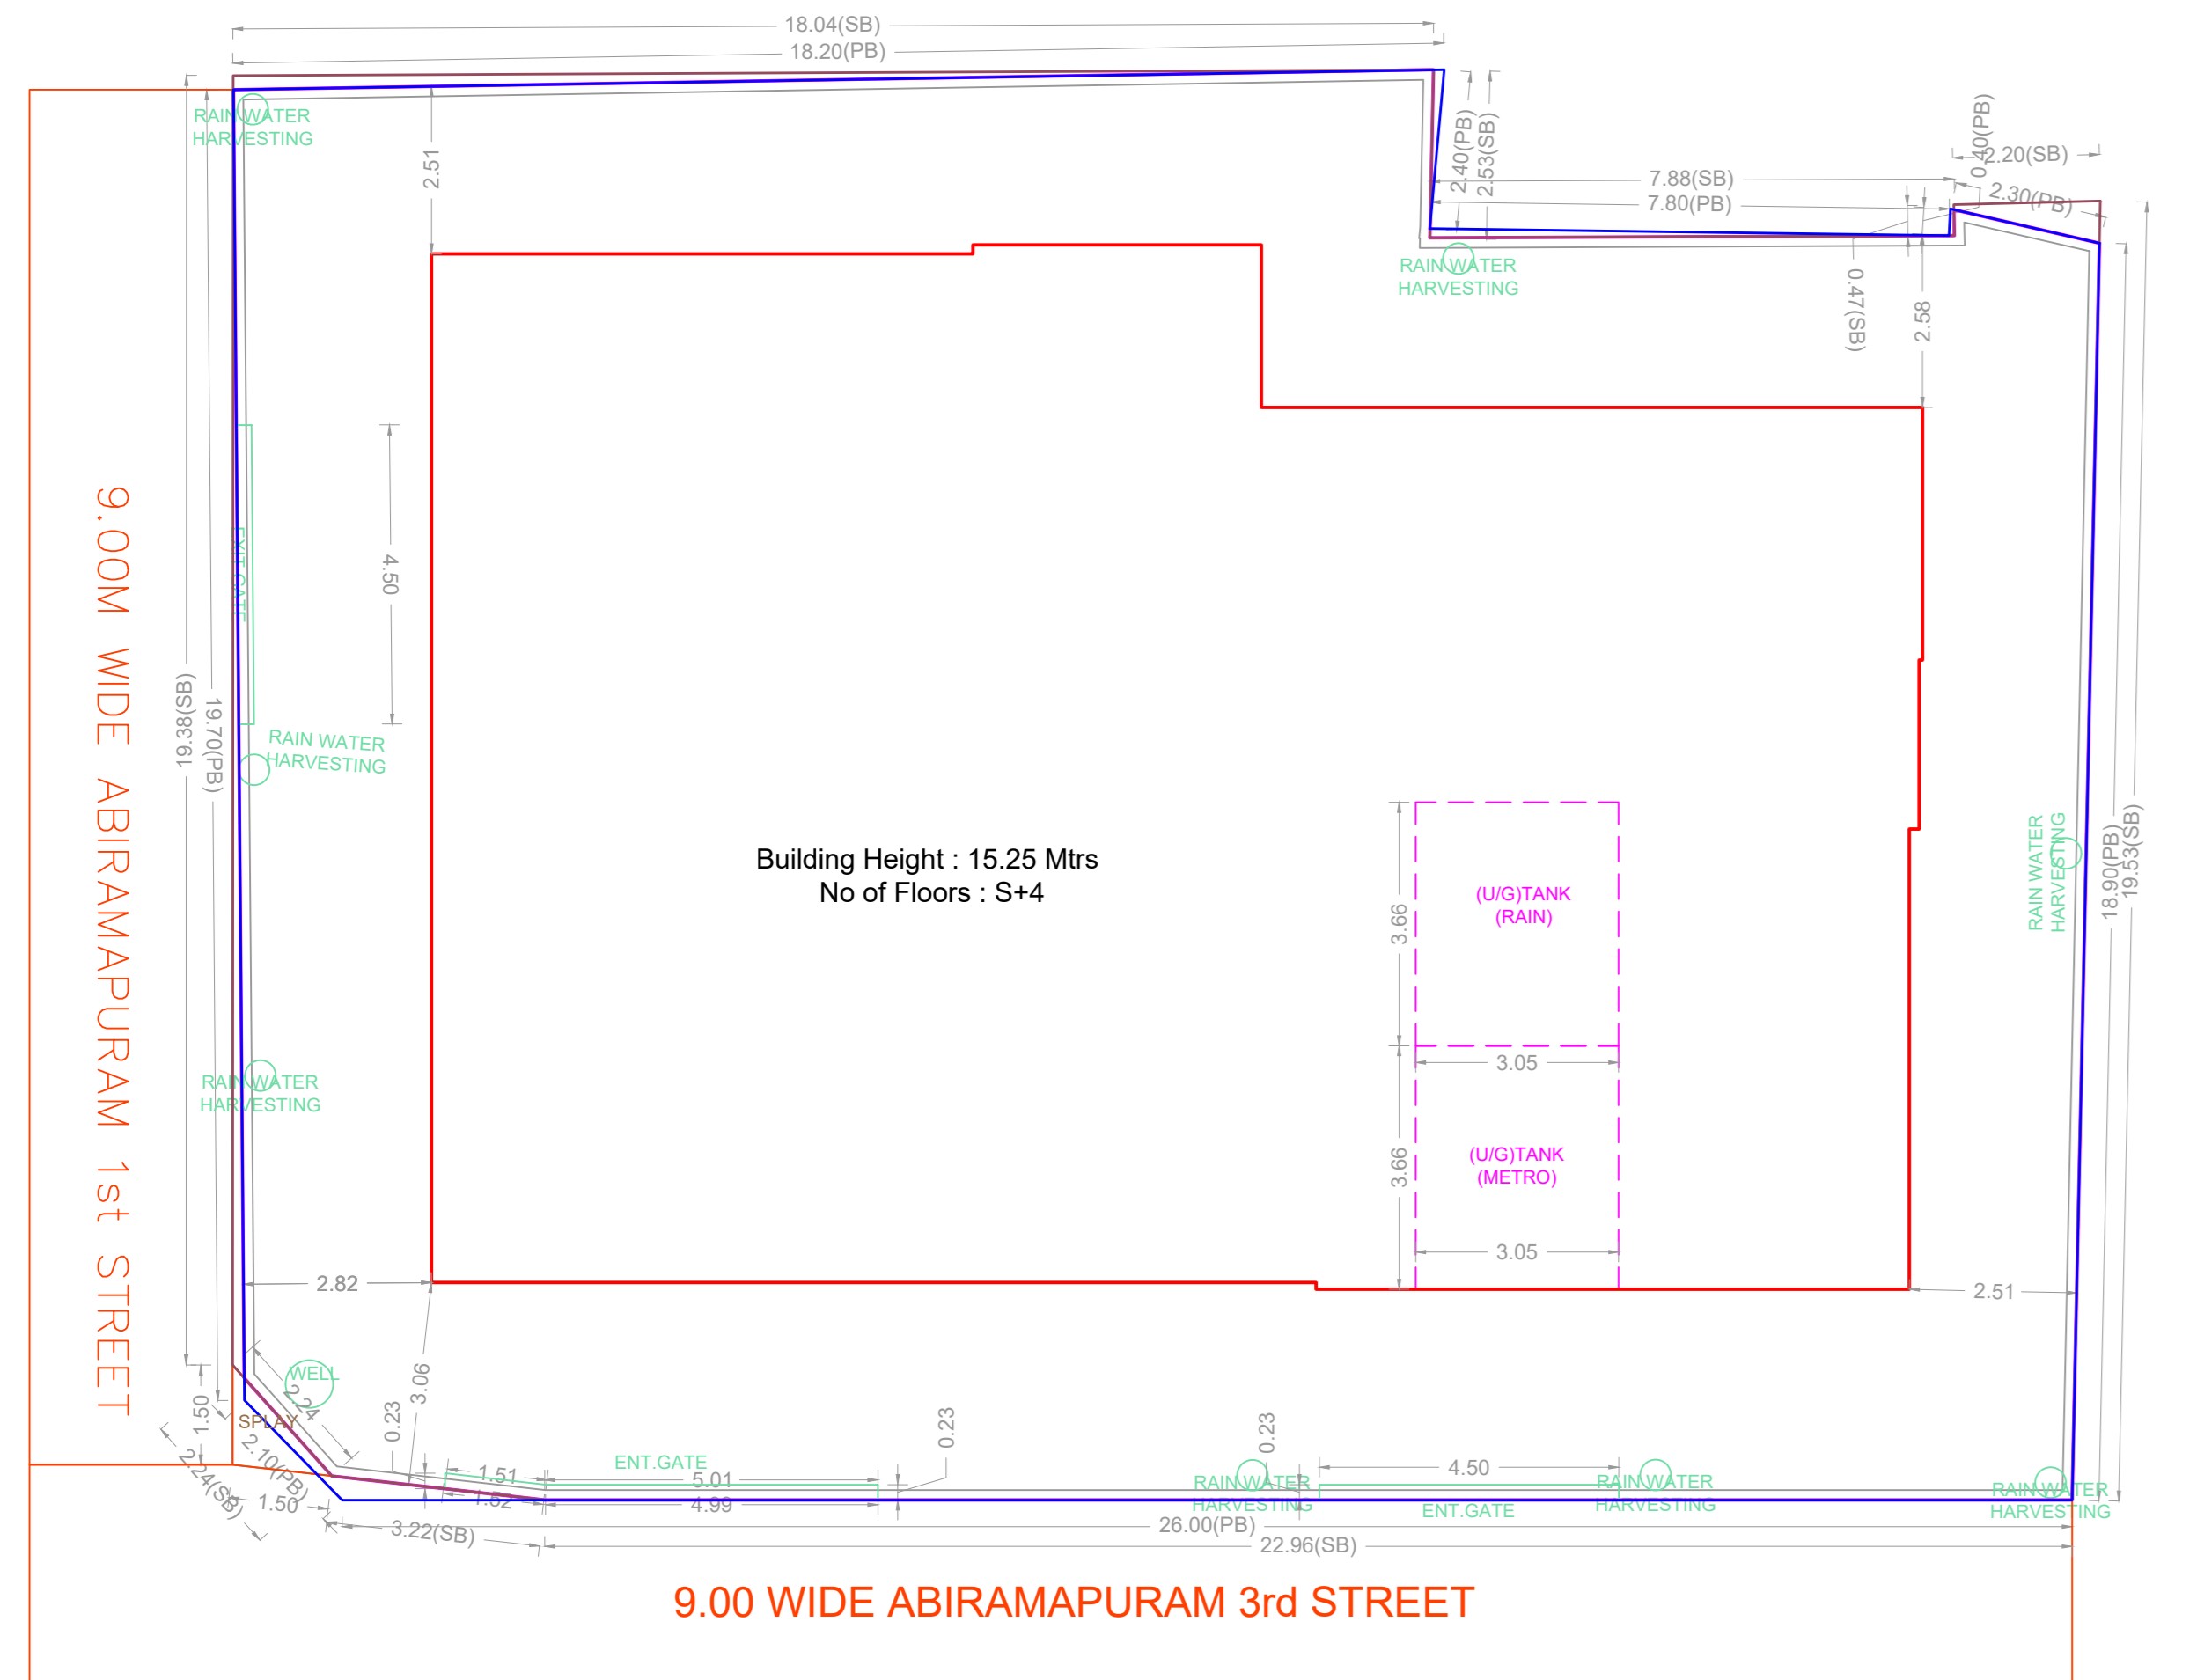 18.04(SB)
18.20(PB)
RAIN WATER
HARVESTING
2.51
2.40(PB)
2.53(SB)
0.40(PB)
2.20(SB)
7.88(SB)
7.80(PB)
2.30(PB)
RAIN WATER
HARVESTING
0.47(SB)
2.58
9.00M WIDE ABIRAMAPURAM 1st STREET
EXIT GATE
4.50
19.38(SB)
19.70(PB)
RAIN WATER
HARVESTING
Building Height : 15.25 Mtrs
No of Floors : S+4
3.66
(U/G)TANK
(RAIN)
RAIN WATER
HARVESTING
18.90(PB)
19.53(SB)
3.05
RAIN WATER
HARVESTING
3.66
(U/G)TANK
(METRO)
3.05
2.82
2.51
WELL
2.24
3.06
1.50
SPLAY
0.23
2.10(PB)
2.24(SB)
1.50
1.51
1.52
ENT.GATE
5.01
4.99
0.23
0.23
RAIN WATER
HARVESTING
4.50
ENT.GATE
RAIN WATER
HARVESTING
RAIN WATER
HARVESTING
3.22(SB)
26.00(PB)
22.96(SB)
9.00 WIDE ABIRAMAPURAM 3rd STREET